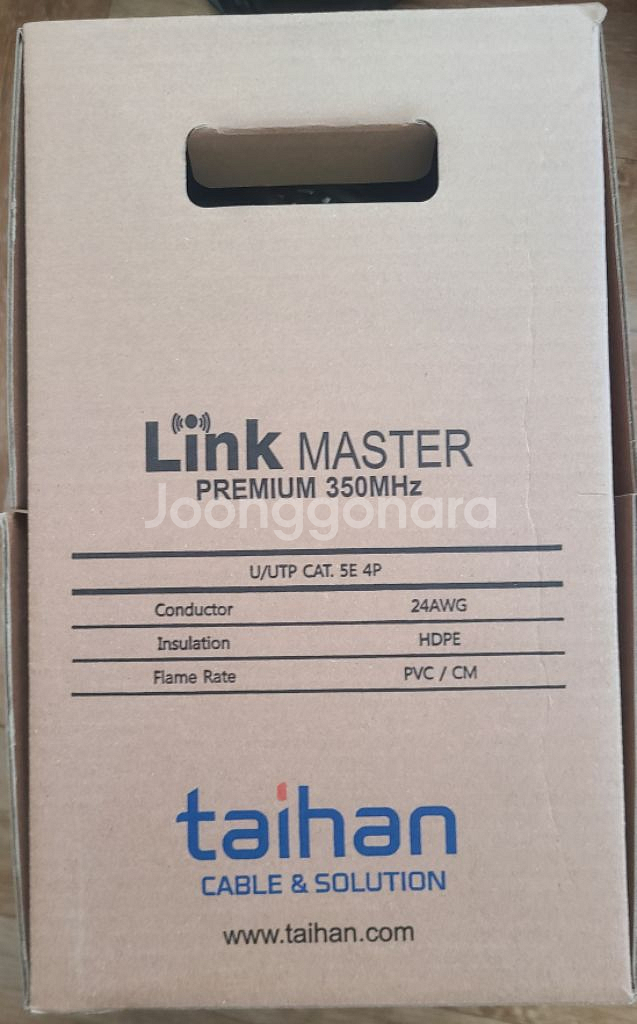 Link MASTER
PREMIUM 350MHz
Joonggonara
U/UTP CAT. 5E 4P
Conductor 24AWG
Insulation HDPE
Flame Rate PVC / CM
taihan
CABLE & SOLUTION
www.taihan.com